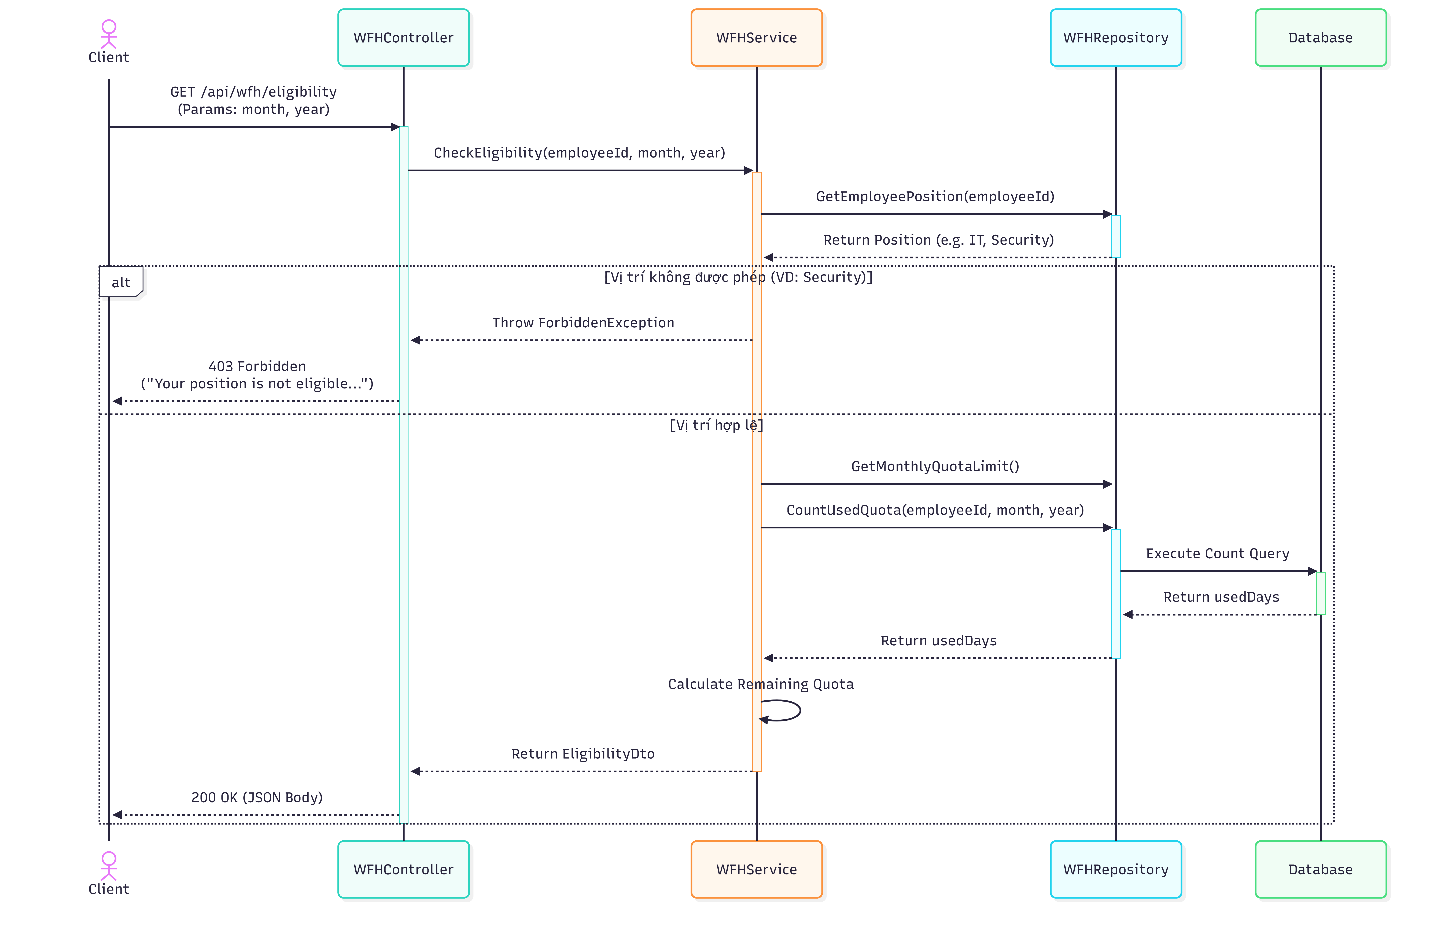 Client
WFHController
WFHService
WFHRepository
Database
GET /api/wfh/eligibility
(Params: month, year)
CheckEligibility(employeeId, month, year)
GetEmployeePosition(employeeId)
Return Position (e.g. IT, Security)
alt
[Vị trí không được phép (VD: Security)]
Throw ForbiddenException
403 Forbidden
("Your position is not eligible...")
[Vị trí hợp lệ]
GetMonthlyQuotaLimit()
CountUsedQuota(employeeId, month, year)
Execute Count Query
Return usedDays
Return usedDays
Calculate Remaining Quota
Return EligibilityDto
200 OK (JSON Body)
Client
WFHController
WFHService
WFHRepository
Database